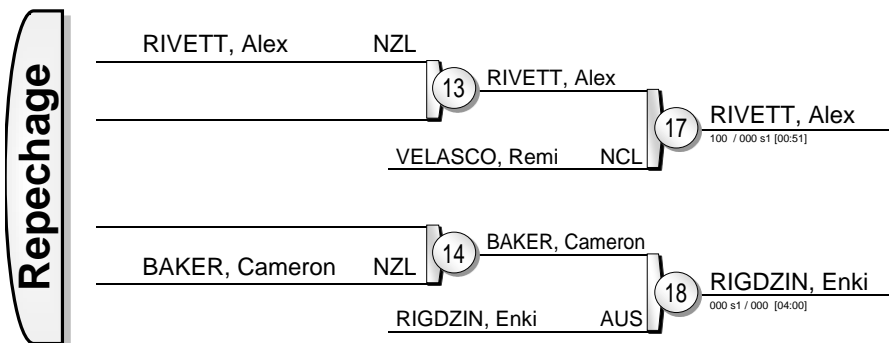 Repechage
RIVETT, Alex NZL
13
RIVETT, Alex
17
RIVETT, Alex
100 / 000 s1 [00:51]
VELASCO, Remi NCL
14
BAKER, Cameron
BAKER, Cameron NZL
18
RIGDZIN, Enki
000 s1 / 000 [04:00]
RIGDZIN, Enki AUS